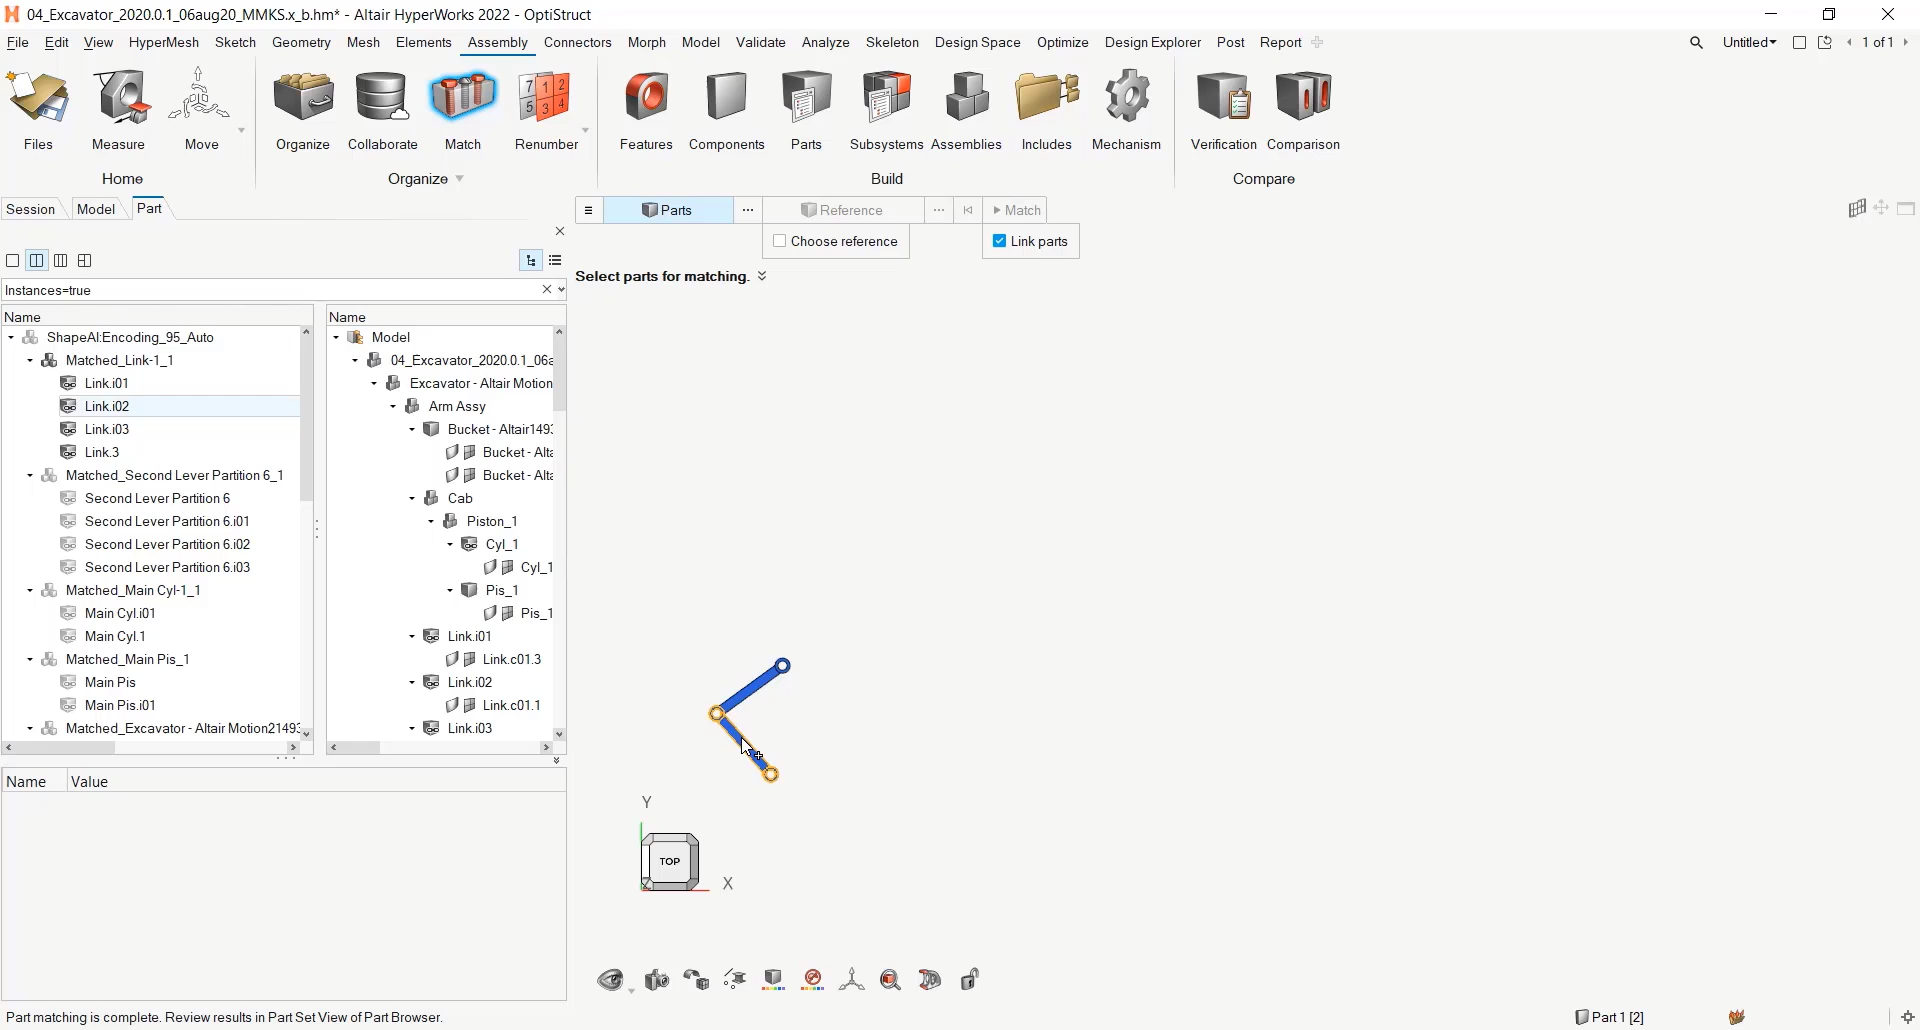 04_Excavator_2020.0.1_06aug20_MMKS.x_b.hm* - Altair HyperWorks 2022 - OptiStruct
File Edit View HyperMesh Sketch Geometry Mesh Elements Assembly Connectors Morph Model Validate Analyze Skeleton Design Space Optimize Design Explorer Post Report Untitled 1 of 1
7 1 2
5 3 4
Files Measure Move Organize Collaborate Match Renumber Features Components Parts Subsystems Assemblies Includes Mechanism Verification Comparison
Home Organize Build Compare
Session Model Part
Parts ... Reference ... Match
Choose reference Link parts
Select parts for matching.
Instances=true
Name
ShapeAI:Encoding_95_Auto
Matched_Link-1_1
Link.i01
Link.i02
Link.i03
Link.3
Matched_Second Lever Partition 6_1
Second Lever Partition 6
Second Lever Partition 6.i01
Second Lever Partition 6.i02
Second Lever Partition 6.i03
Matched_Main Cyl-1_1
Main Cyl.i01
Main Cyl.1
Matched_Main Pis_1
Main Pis
Main Pis.i01
Matched_Excavator - Altair Motion21493
Name
Model
04_Excavator_2020.0.1_06a
Excavator - Altair Motion
Arm Assy
Bucket - Altair1493
Bucket - Alta
Bucket - Alta
Cab
Piston_1
Cyl_1
Cyl_1
Pis_1
Pis_1
Link.i01
Link.c01.3
Link.i02
Link.c01.1
Link.i03
Name Value
Y
TOP
Z
X
Part matching is complete. Review results in Part Set View of Part Browser.
Part 1 [2]